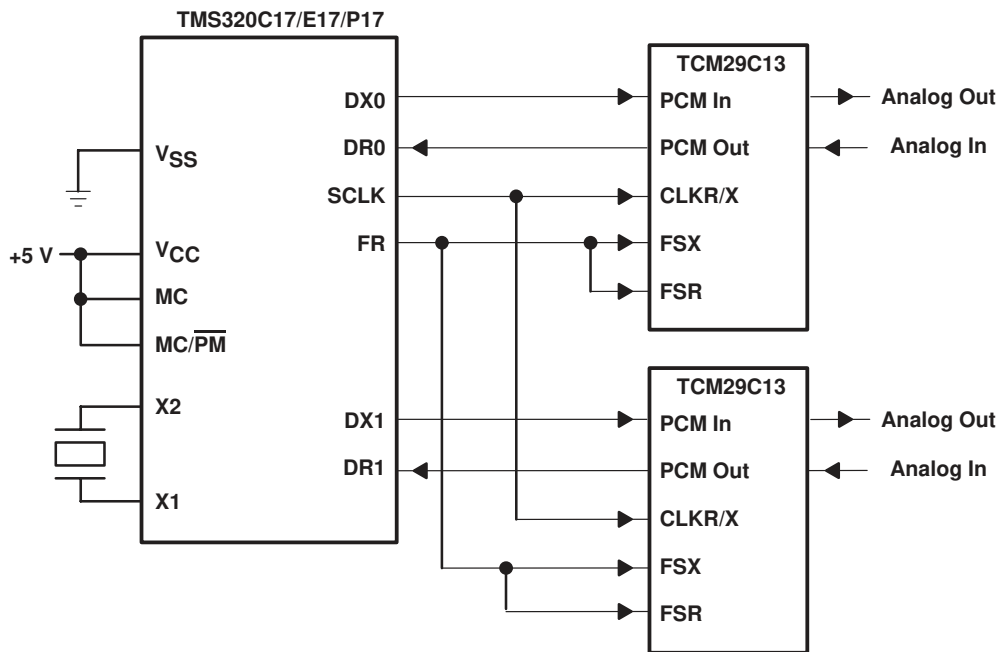 TMS320C17/E17/P17
VSS
+5 V
VCC
MC
MC/PM
X2
X1
DX0
DR0
SCLK
FR
DX1
DR1
TCM29C13
PCM In
PCM Out
CLKR/X
FSX
FSR
Analog Out
Analog In
TCM29C13
PCM In
PCM Out
CLKR/X
FSX
FSR
Analog Out
Analog In